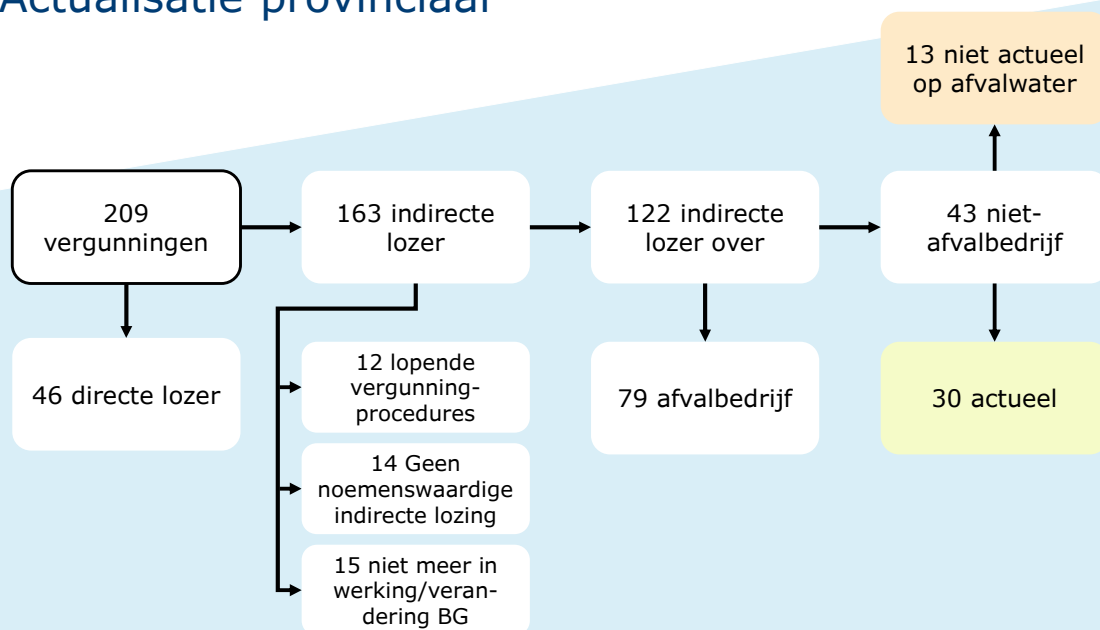 Actualisatie provinciaal
13 niet actueel
op afvalwater
209
vergunningen
163 indirecte
lozer
122 indirecte
lozer over
43 niet-
afvalbedrijf
46 directe lozer
12 lopende
vergunning-
procedures
79 afvalbedrijf
30 actueel
14 Geen
noemenswaardige
indirecte lozing
15 niet meer in
werking/veran-
dering BG